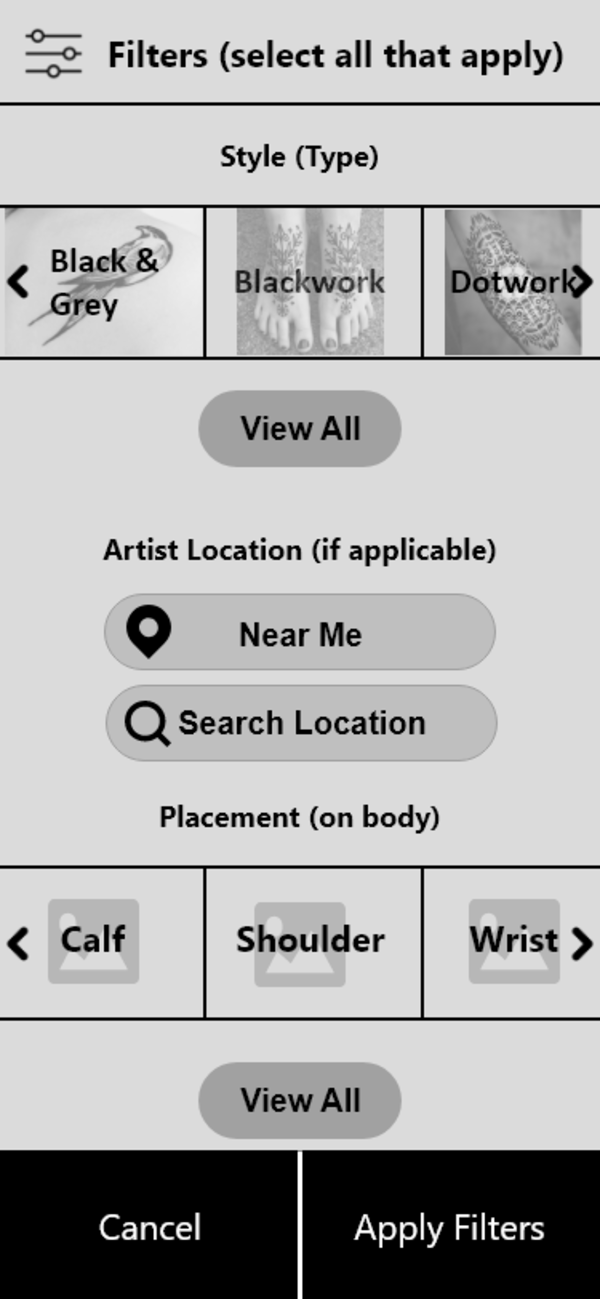 Filters (select all that apply)
Style (Type)
Black &
Grey
Blackwork
Dotwork
View All
Artist Location (if applicable)
Near Me
Search Location
Placement (on body)
Calf
Shoulder
Wrist
View All
Cancel
Apply Filters